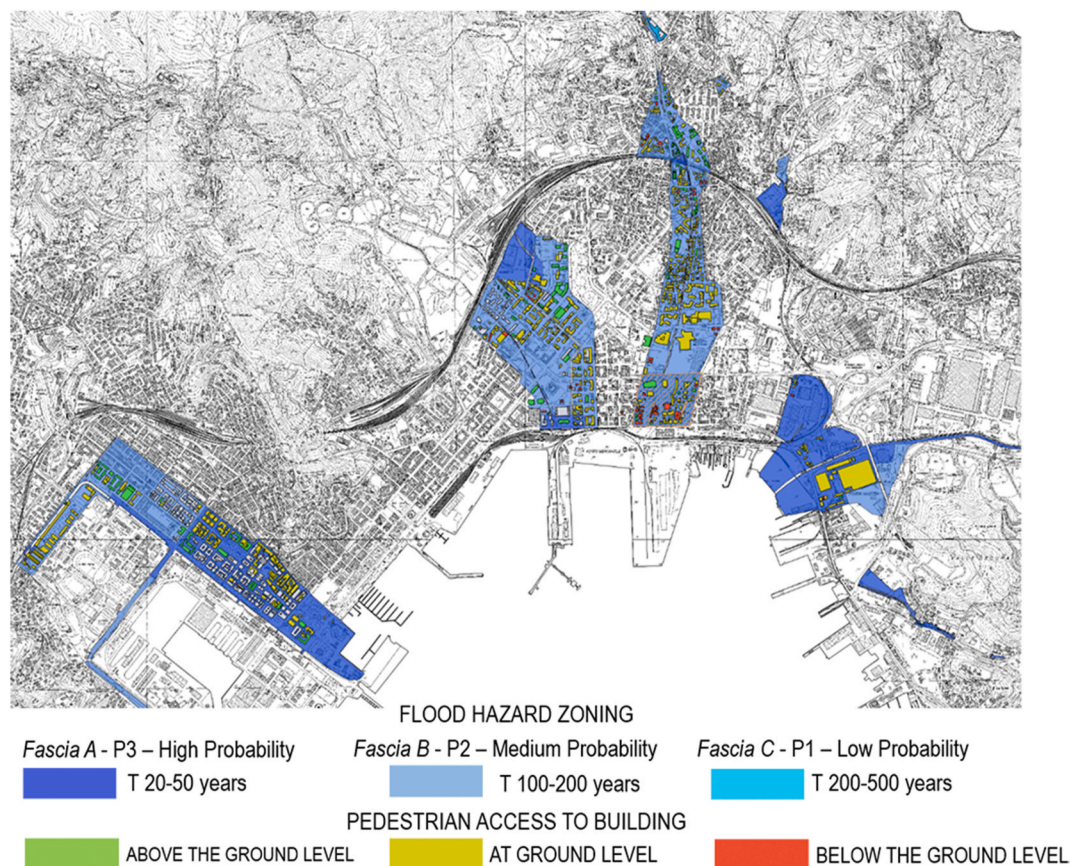 FLOOD HAZARD ZONING
Fascia A - P3 – High Probability
Fascia B - P2 – Medium Probability
Fascia C - P1 – Low Probability
T 20-50 years
T 100-200 years
T 200-500 years
PEDESTRIAN ACCESS TO BUILDING
ABOVE THE GROUND LEVEL
AT GROUND LEVEL
BELOW THE GROUND LEVEL